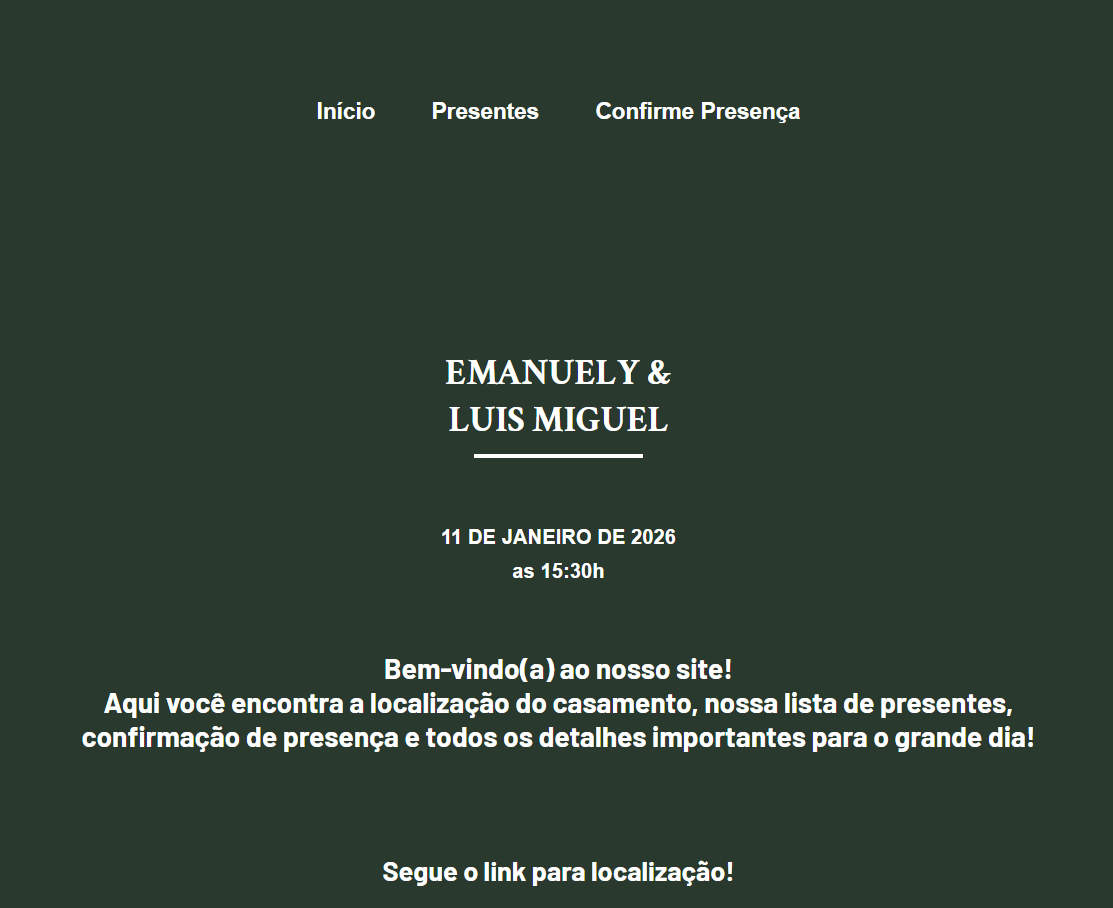 Início Presentes Confirme Presença
EMANUELY &
LUIS MIGUEL
11 DE JANEIRO DE 2026
as 15:30h
Bem-vindo(a) ao nosso site!
Aqui você encontra a localização do casamento, nossa lista de presentes,
confirmação de presença e todos os detalhes importantes para o grande dia!
Segue o link para localização!